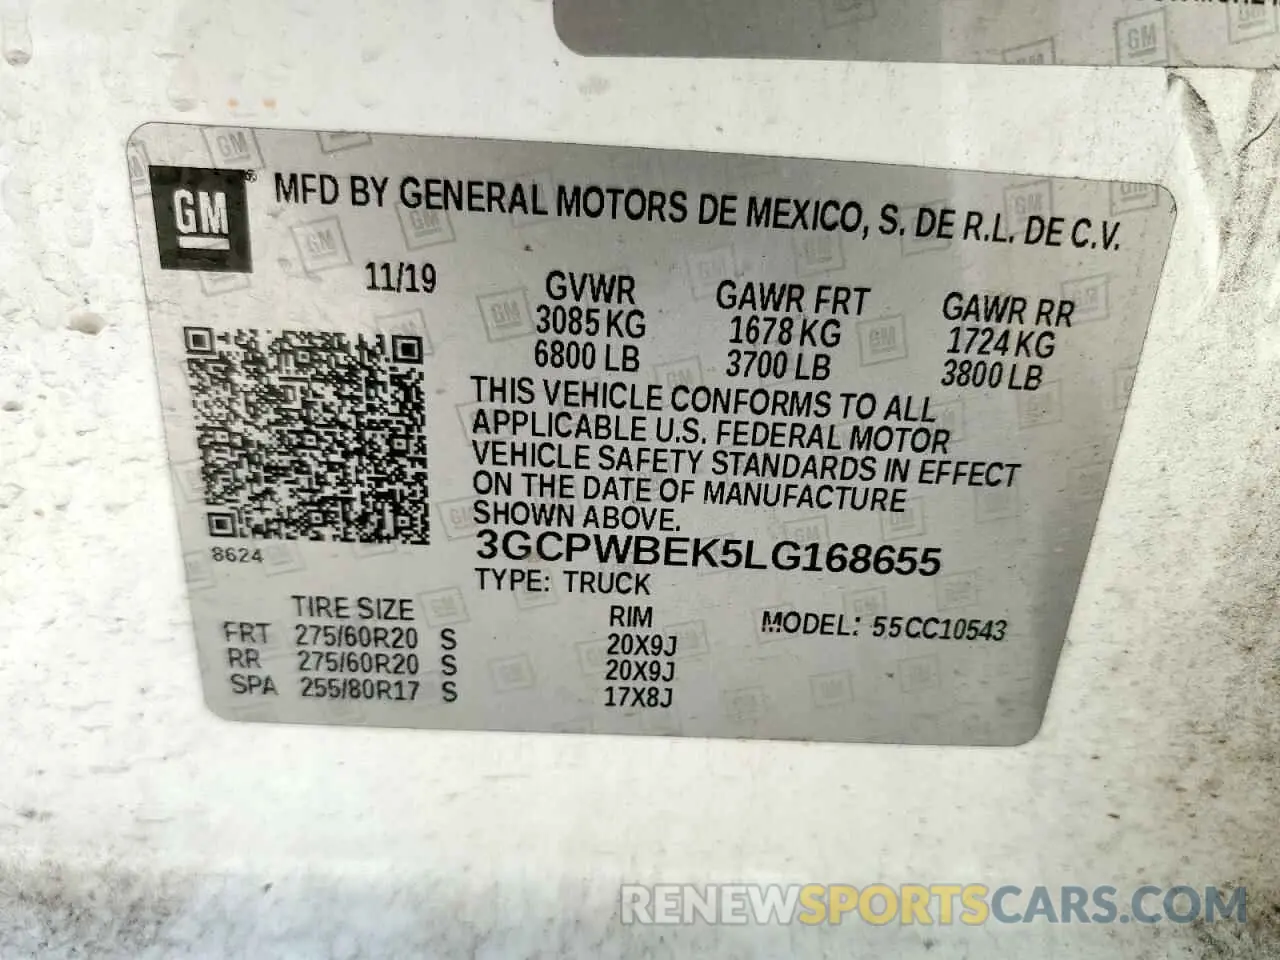 GM® MFD BY GENERAL MOTORS DE MEXICO, S. DE R.L. DE C.V.
11/19 GVWR GAWR FRT GAWR RR
3085 KG 1678 KG 1724 KG
6800 LB 3700 LB 3800 LB
THIS VEHICLE CONFORMS TO ALL
APPLICABLE U.S. FEDERAL MOTOR
VEHICLE SAFETY STANDARDS IN EFFECT
ON THE DATE OF MANUFACTURE
SHOWN ABOVE.
8624
3GCPWBEK5LG168655
TYPE: TRUCK
TIRE SIZE RIM MODEL: 55CC10543
FRT 275/60R20 S 20X9J
RR 275/60R20 S 20X9J
SPA 255/80R17 S 17X8J
RENEWSPORTSCARS.COM